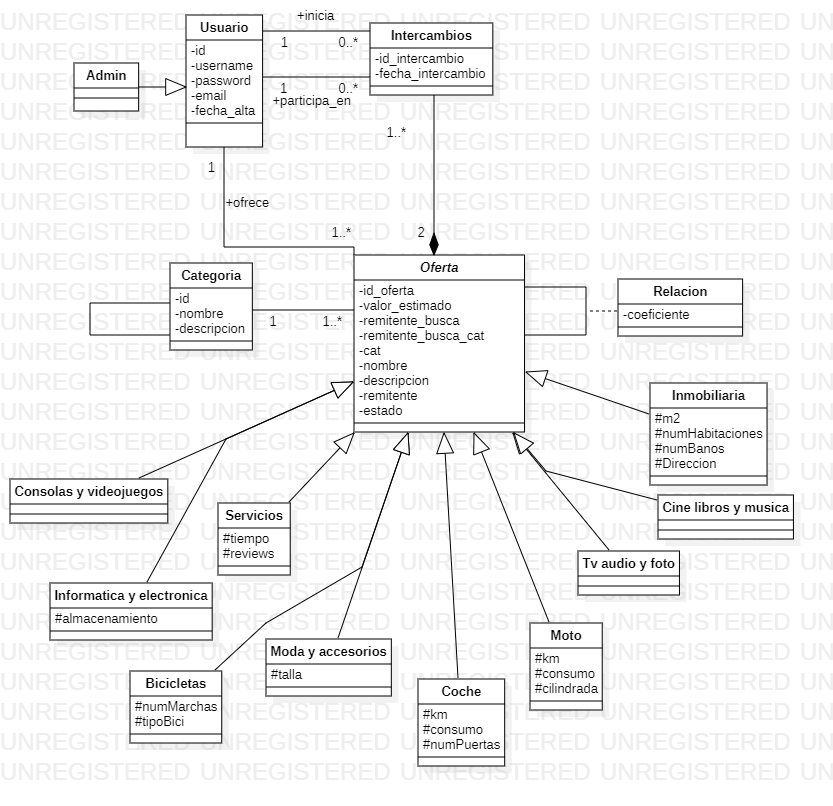 Usuario
-id
-username
-password
-email
-fecha_alta
+inicia
1
0..*
1
0..*
+participa_en
Intercambios
-id_intercambio
-fecha_intercambio
Admin
1..*
1
+ofrece
1..*
2
Categoria
-id
-nombre
-descripcion
1
1..*
Oferta
-id_oferta
-valor_estimado
-remitente_busca
-remitente_busca_cat
-cat
-nombre
-descripcion
-remitente
-estado
Relacion
-coeficiente
Inmobiliaria
#m2
#numHabitaciones
#numBanos
#Direccion
Consolas y videojuegos
Servicios
#tiempo
#reviews
Cine libros y musica
Tv audio y foto
Informatica y electronica
#almacenamiento
Moda y accesorios
#talla
Moto
#km
#consumo
#cilindrada
Bicicletas
#numMarchas
#tipoBici
Coche
#km
#consumo
#numPuertas
UNREGISTERED